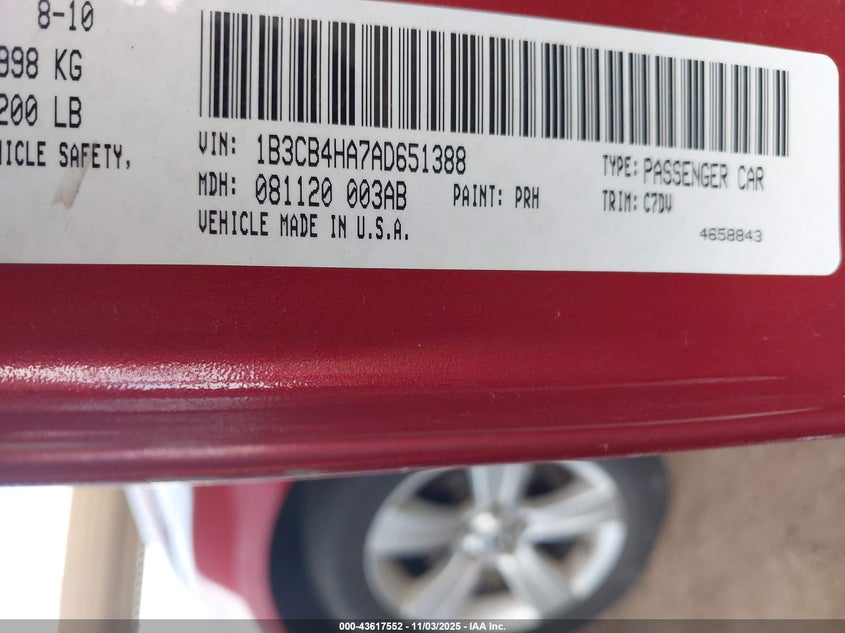 8-10
998 KG
200 LB
HICLE SAFETY,
VIN: 1B3CB4HA7AD651388
TYPE: PASSENGER CAR
MDH: 081120 003AB PAINT: PRH
TRIM: C7DV
VEHICLE MADE IN U.S.A.
4658843
000-43617552 - 11/03/2025 - IAA Inc.